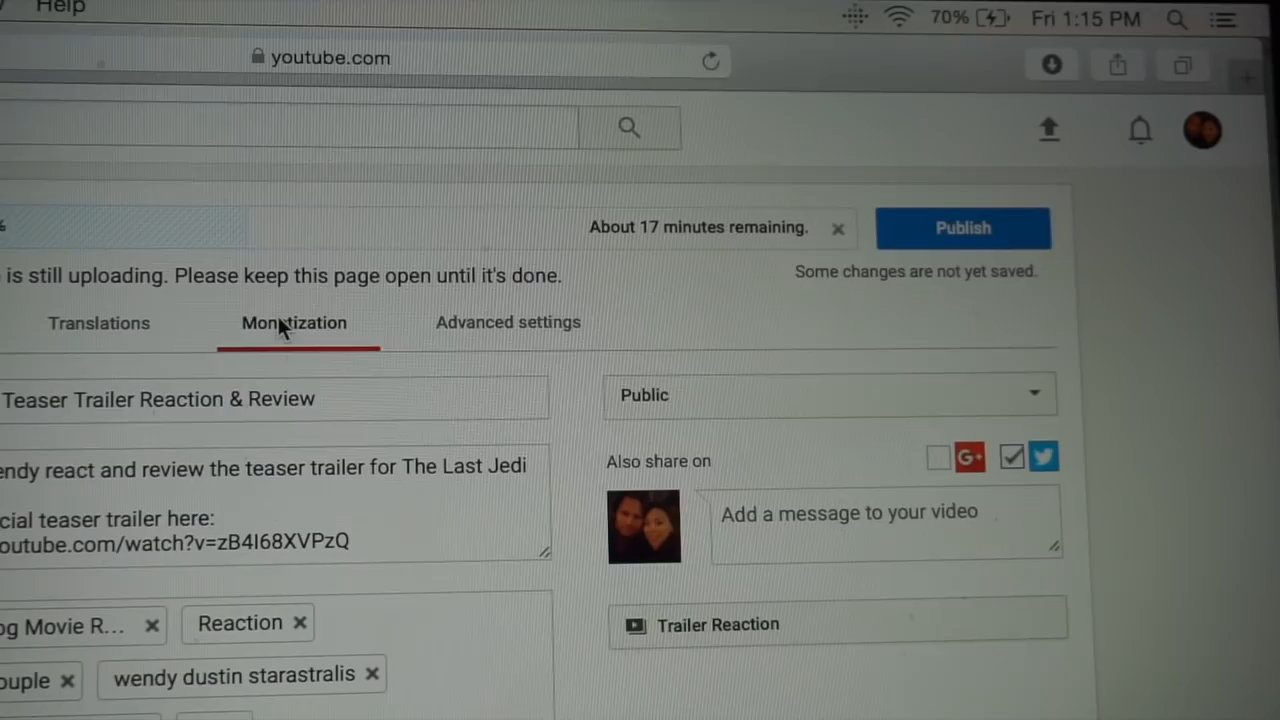 Help
70% Fri 1:15 PM
youtube.com
%
About 17 minutes remaining.
Publish
is still uploading. Please keep this page open until it's done.
Some changes are not yet saved.
Translations Monetization Advanced settings
Teaser Trailer Reaction & Review
Public
endy react and review the teaser trailer for The Last Jedi
cial teaser trailer here:
outube.com/watch?v=zB4I68XVPzQ
Also share on
G+
Add a message to your video
og Movie R... Reaction
ouple wendy dustin starastralis
Trailer Reaction